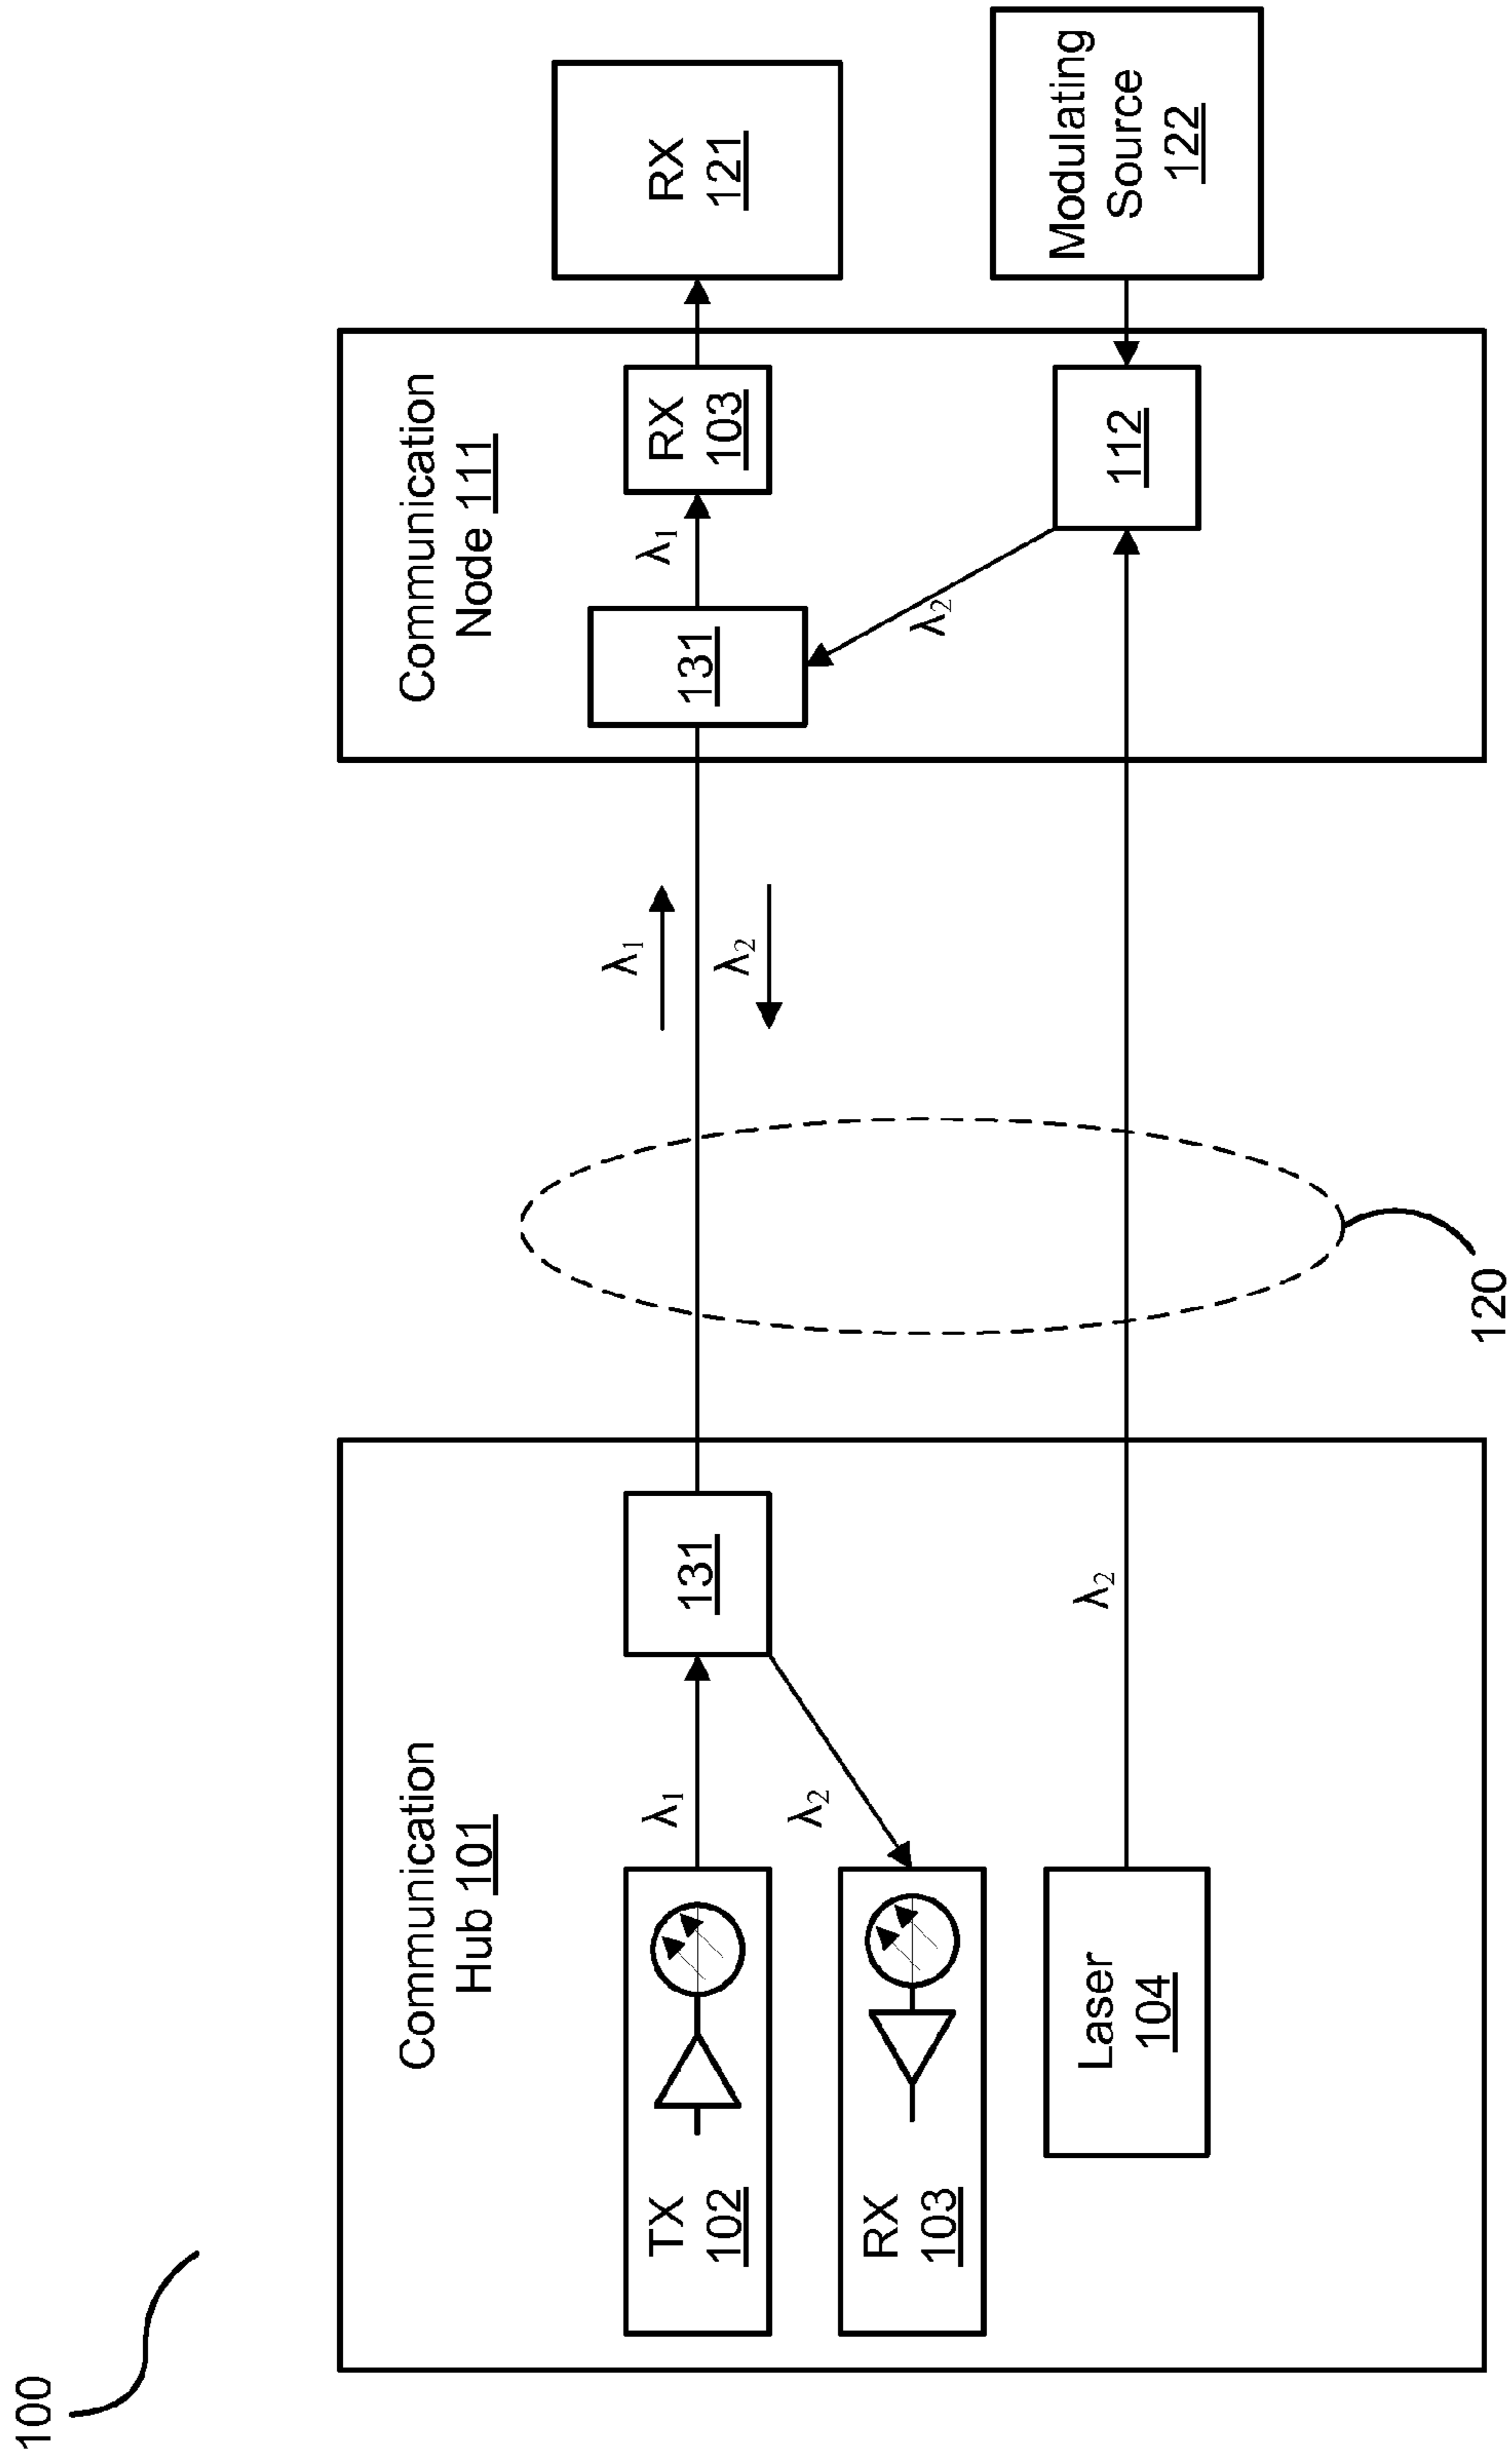 100
Communication
Hub 101
TX
102
λ1
131
RX
103
λ2
Laser
104
λ2
120
λ1
λ2
Communication
Node 111
131
λ1
RX
103
λ2
112
RX
121
Modulating
Source
122